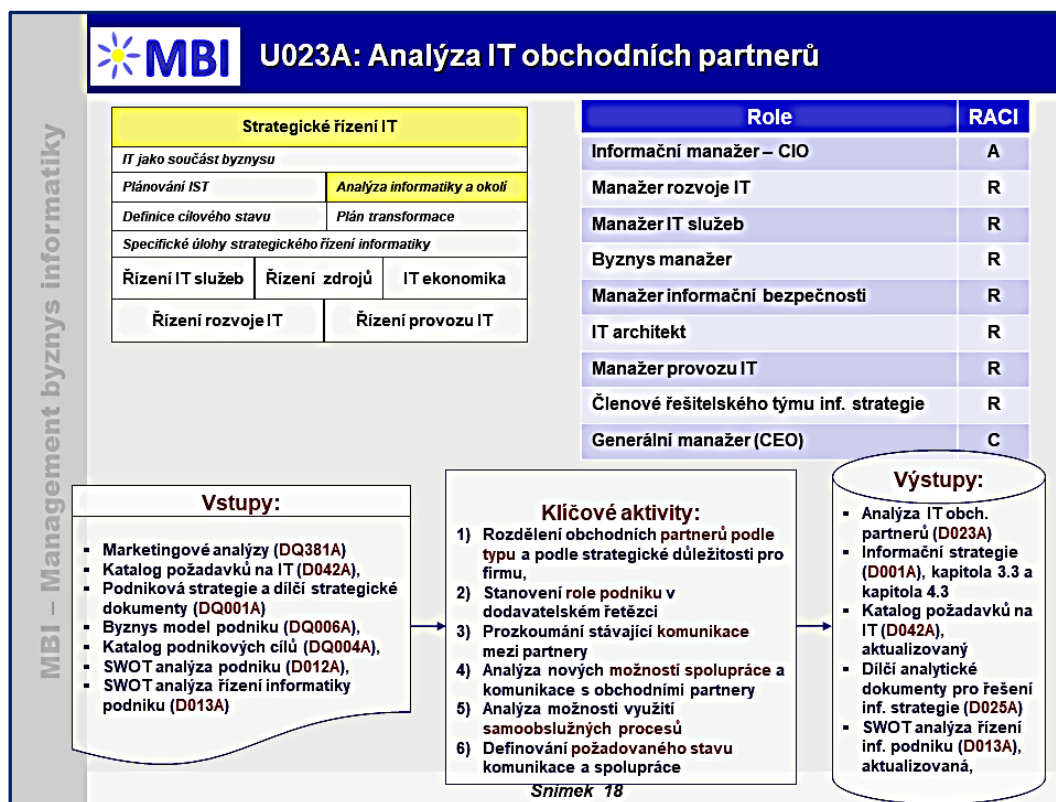 MBI – Management byznys informatiky
MBI
U023A: Analýza IT obchodních partnerů
Strategické řízení IT
IT jako součást byznysu
Plánování IST
Analýza informatiky a okolí
Definice cílového stavu
Plán transformace
Specifické úlohy strategického řízení informatiky
Řízení IT služeb
Řízení zdrojů
IT ekonomika
Řízení rozvoje IT
Řízení provozu IT
Role RACI
Informační manažer – CIO A
Manažer rozvoje IT R
Manažer IT služeb R
Byznys manažer R
Manažer informační bezpečnosti R
IT architekt R
Manažer provozu IT R
Členové řešitelského týmu inf. strategie R
Generální manažer (CEO) C
Vstupy:
▪ Marketingové analýzy (DQ381A)
▪ Katalog požadavků na IT (D042A),
▪ Podniková strategie a dílčí strategické
dokumenty (DQ001A)
▪ Byznys model podniku (DQ006A),
▪ Katalog podnikových cílů (DQ004A),
▪ SWOT analýza podniku (D012A),
▪ SWOT analýza řízení informatiky
podniku (D013A)
Klíčové aktivity:
1) Rozdělení obchodních partnerů podle
typu a podle strategické důležitosti pro
firmu,
2) Stanovení role podniku v
dodavatelském řetězci
3) Prozkoumání stávající komunikace
mezi partnery
4) Analýza nových možností spolupráce a
komunikace s obchodními partnery
5) Analýza možnosti využití
samoobslužných procesů
6) Definování požadovaného stavu
komunikace a spolupráce
Výstupy:
▪ Analýza IT obch.
partnerů (D023A)
▪ Informační strategie
(D001A), kapitola 3.3 a
kapitola 4.3
▪ Katalog požadavků na
IT (D042A),
aktualizovaný
▪ Dílčí analytické
dokumenty pro řešení
inf. strategie (D025A)
▪ SWOT analýza řízení
inf. podniku (D013A),
aktualizovaná,
Snímek 18